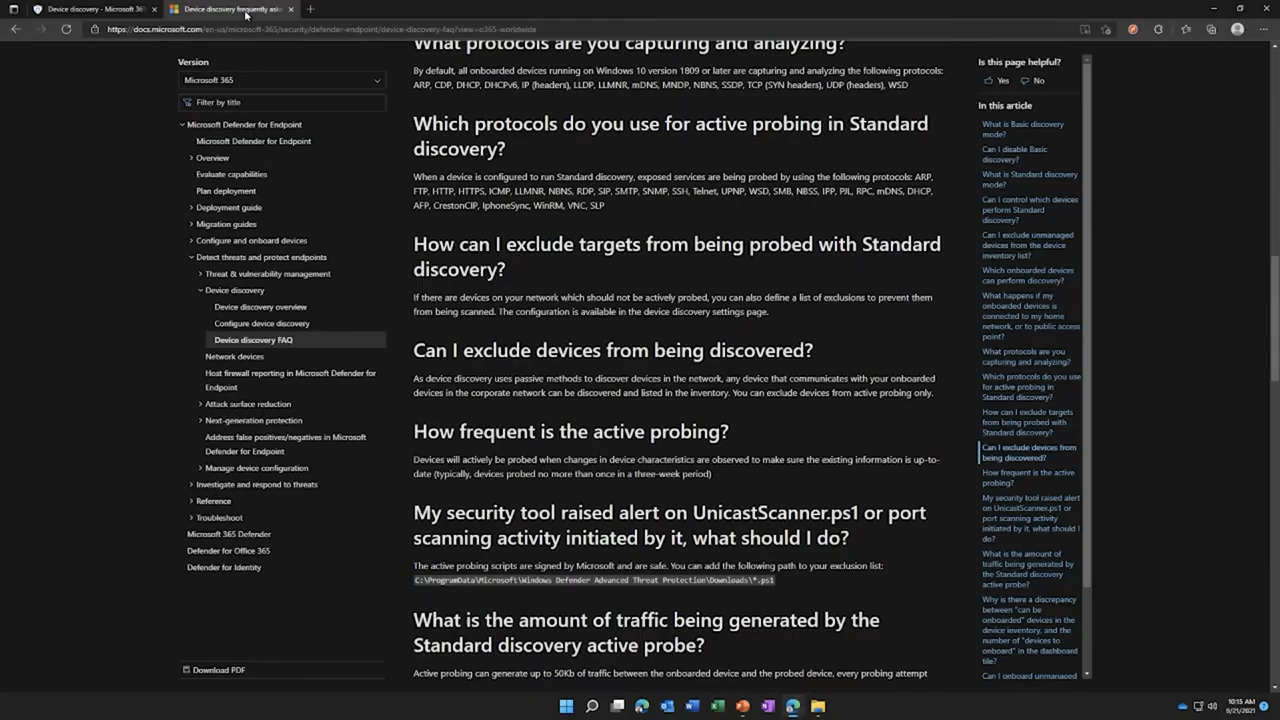 Device discovery - Microsoft 365
Device discovery frequently aske
https://docs.microsoft.com/en-us/microsoft-365/security/defender-endpoint/device-discovery-faq?view=o365-worldwide
Version
Microsoft 365
Filter by title
Microsoft Defender for Endpoint
Microsoft Defender for Endpoint
Overview
Evaluate capabilities
Plan deployment
Deployment guide
Migration guides
Configure and onboard devices
Detect threats and protect endpoints
Threat & vulnerability management
Device discovery
Device discovery overview
Configure device discovery
Device discovery FAQ
Network devices
Host firewall reporting in Microsoft Defender for
Endpoint
Attack surface reduction
Next-generation protection
Address false positives/negatives in Microsoft
Defender for Endpoint
Manage device configuration
Investigate and respond to threats
Reference
Troubleshoot
Microsoft 365 Defender
Defender for Office 365
Defender for Identity
Download PDF
What protocols are you capturing and analyzing?
By default, all onboarded devices running on Windows 10 version 1809 or later are capturing and analyzing the following protocols:
ARP, CDP, DHCP, DHCPv6, IP (headers), LLDP, LLMNR, mDNS, MNDP, NBNS, SSDP, TCP (SYN headers), UDP (headers), WSD
Which protocols do you use for active probing in Standard
discovery?
When a device is configured to run Standard discovery, exposed services are being probed by using the following protocols: ARP,
FTP, HTTP, HTTPS, ICMP, LLMNR, NBNS, RDP, SIP, SMTP, SNMP, SSH, Telnet, UPNP, WSD, SMB, NBSS, IPP, PJL, RPC, mDNS, DHCP,
AFP, CrestonCIP, IphoneSync, WinRM, VNC, SLP
How can I exclude targets from being probed with Standard
discovery?
If there are devices on your network which should not be actively probed, you can also define a list of exclusions to prevent them
from being scanned. The configuration is available in the device discovery settings page.
Can I exclude devices from being discovered?
As device discovery uses passive methods to discover devices in the network, any device that communicates with your onboarded
devices in the corporate network can be discovered and listed in the inventory. You can exclude devices from active probing only.
How frequent is the active probing?
Devices will actively be probed when changes in device characteristics are observed to make sure the existing information is up-to-
date (typically, devices probed no more than once in a three-week period)
My security tool raised alert on UnicastScanner.ps1 or port
scanning activity initiated by it, what should I do?
The active probing scripts are signed by Microsoft and are safe. You can add the following path to your exclusion list:
C:\ProgramData\Microsoft\Windows Defender Advanced Threat Protection\Downloads\*.ps1
What is the amount of traffic being generated by the
Standard discovery active probe?
Active probing can generate up to 50Kb of traffic between the onboarded device and the probed device, every probing attempt
Is this page helpful?
Yes
No
In this article
What is Basic discovery
mode?
Can I disable Basic
discovery?
What is Standard discovery
mode?
Can I control which devices
perform Standard
discovery?
Can I exclude unmanaged
devices from the device
inventory list?
Which onboarded devices
can perform discovery?
What happens if my
onboarded devices is
connected to my home
network, or to public access
point?
What protocols are you
capturing and analyzing?
Which protocols do you use
for active probing in
Standard discovery?
How can I exclude targets
from being probed with
Standard discovery?
Can I exclude devices from
being discovered?
How frequent is the active
probing?
My security tool raised alert
on UnicastScanner.ps1 or
port scanning activity
initiated by it, what should I
do?
What is the amount of
traffic being generated by
the Standard discovery
active probe?
Why is there a discrepancy
between "can be
onboarded" devices in the
device inventory, and the
number of "devices to
onboard" in the dashboard
tile?
Can I onboard unmanaged
10:15 AM
9/21/2021